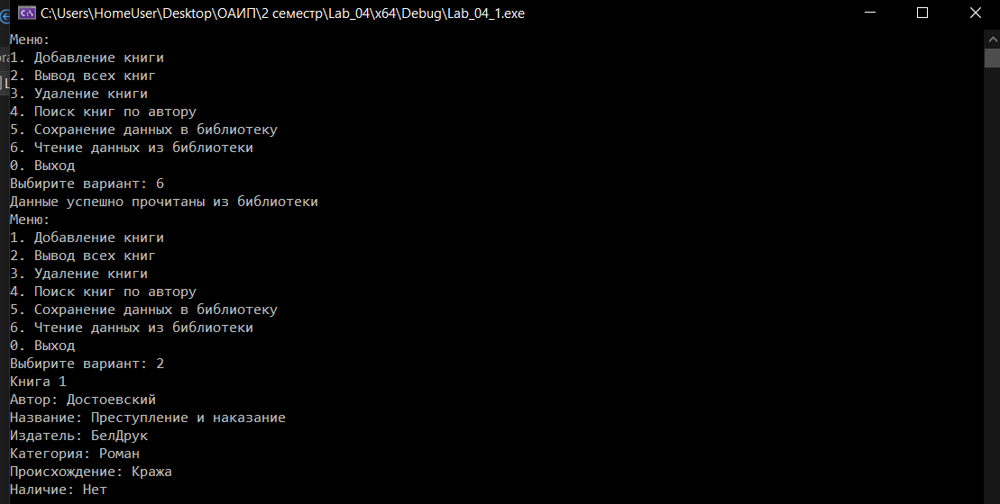 C:\Users\HomeUser\Desktop\ОАИП\2 семестр\Lab_04\x64\Debug\Lab_04_1.exe
Меню:
1. Добавление книги
2. Вывод всех книг
3. Удаление книги
4. Поиск книг по автору
5. Сохранение данных в библиотеку
6. Чтение данных из библиотеки
0. Выход
Выбирите вариант: 6
Данные успешно прочитаны из библиотеки
Меню:
1. Добавление книги
2. Вывод всех книг
3. Удаление книги
4. Поиск книг по автору
5. Сохранение данных в библиотеку
6. Чтение данных из библиотеки
0. Выход
Выбирите вариант: 2
Книга 1
Автор: Достоевский
Название: Преступление и наказание
Издатель: БелДрук
Категория: Роман
Происхождение: Кража
Наличие: Нет